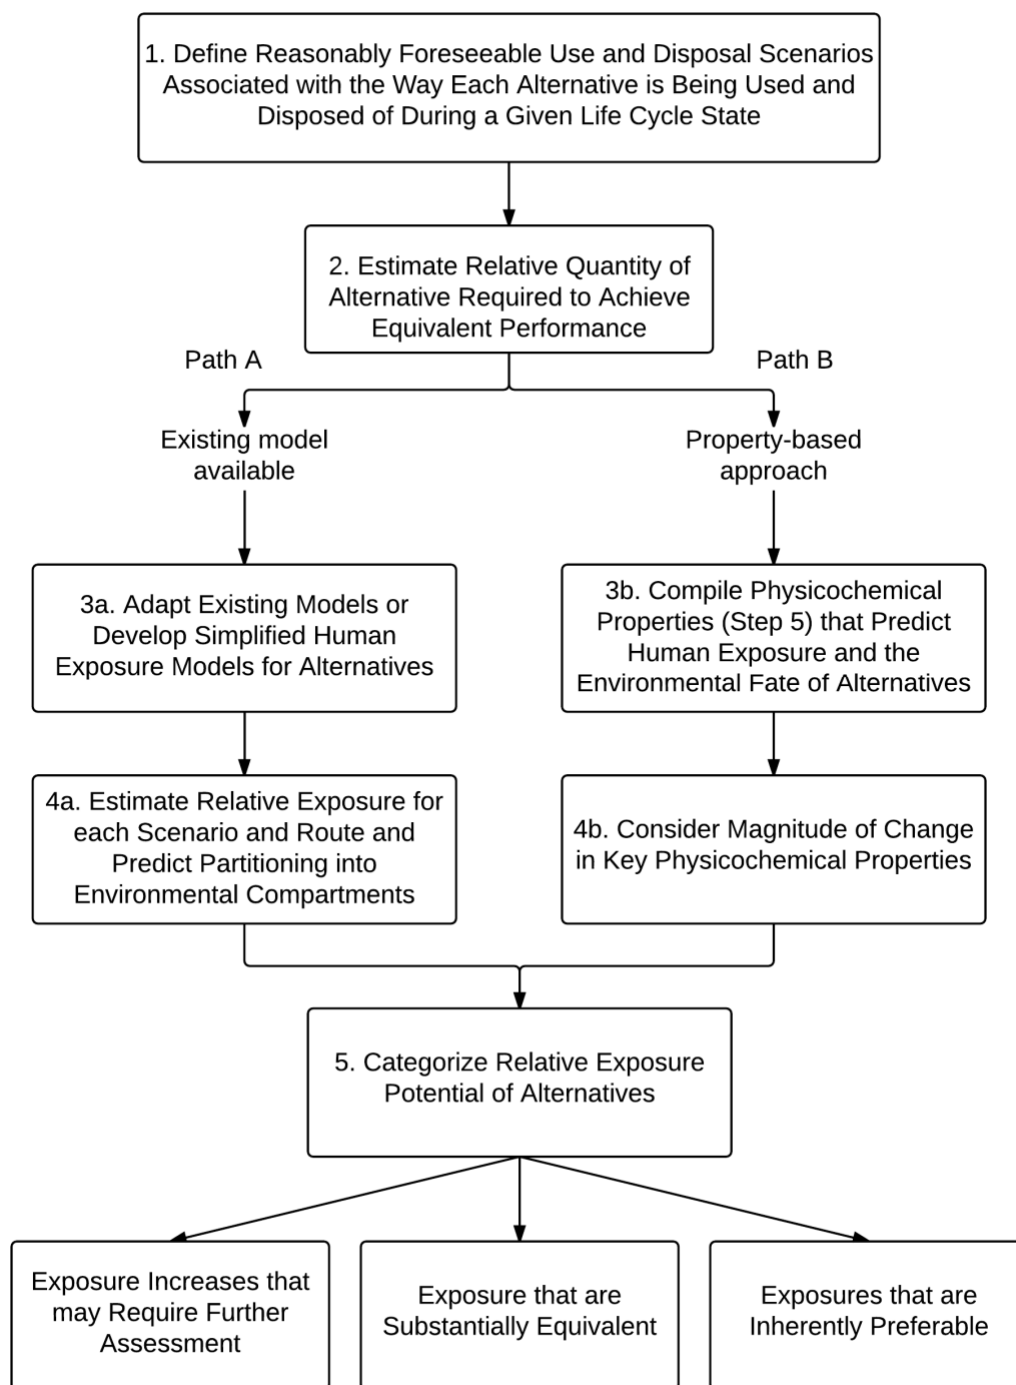 1. Define Reasonably Foreseeable Use and Disposal Scenarios
Associated with the Way Each Alternative is Being Used and
Disposed of During a Given Life Cycle State
2. Estimate Relative Quantity of
Alternative Required to Achieve
Equivalent Performance
Path A
Path B
Existing model
available
Property-based
approach
3a. Adapt Existing Models or
Develop Simplified Human
Exposure Models for Alternatives
3b. Compile Physicochemical
Properties (Step 5) that Predict
Human Exposure and the
Environmental Fate of Alternatives
4a. Estimate Relative Exposure for
each Scenario and Route and
Predict Partitioning into
Environmental Compartments
4b. Consider Magnitude of Change
in Key Physicochemical Properties
5. Categorize Relative Exposure
Potential of Alternatives
Exposure Increases that
may Require Further
Assessment
Exposure that are
Substantially Equivalent
Exposures that are
Inherently Preferable